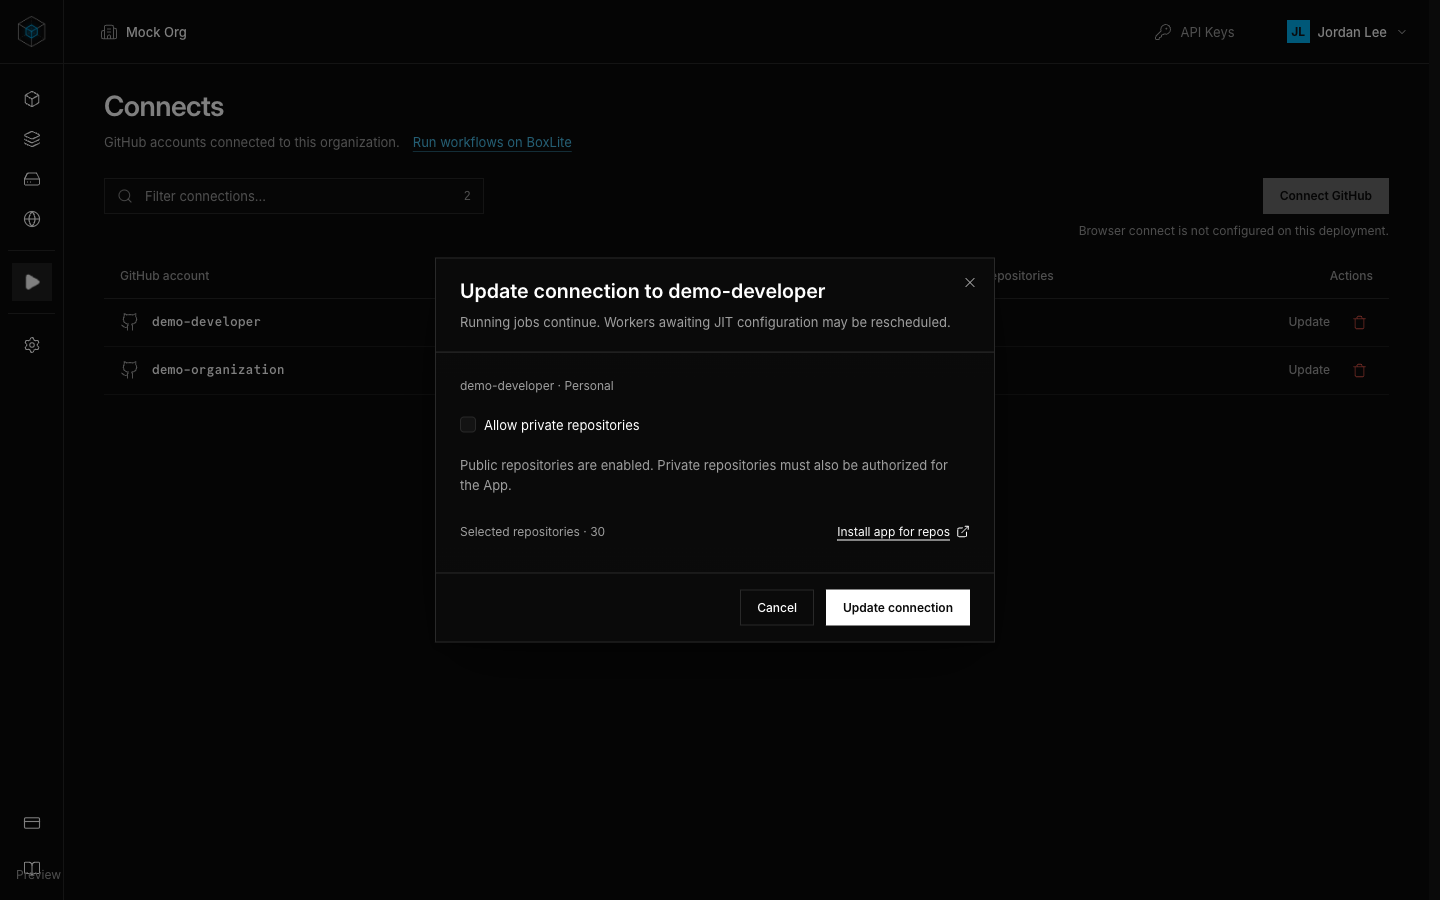 Mock Org
API Keys
JL
Jordan Lee
Connects
GitHub accounts connected to this organization. Run workflows on BoxLite
Filter connections...
2
Connect GitHub
Browser connect is not configured on this deployment.
GitHub account
Actions
demo-developer
Update
demo-organization
Update
Update connection to demo-developer
Running jobs continue. Workers awaiting JIT configuration may be rescheduled.
demo-developer · Personal
Allow private repositories
Public repositories are enabled. Private repositories must also be authorized for
the App.
Selected repositories · 30
Install app for repos
Cancel
Update connection
Preview